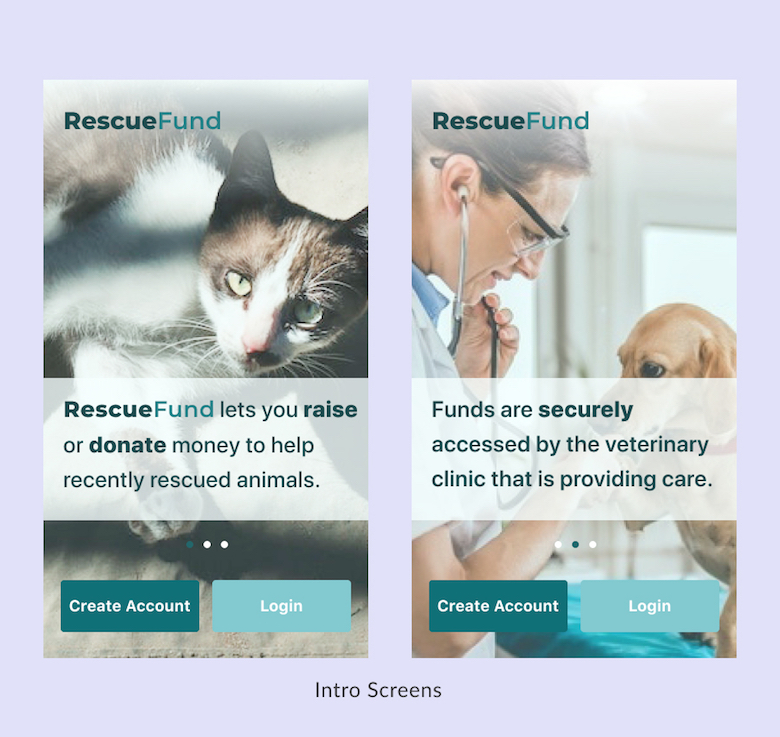 RescueFund
RescueFund lets you raise
or donate money to help
recently rescued animals.
Create Account
Login
RescueFund
Funds are securely
accessed by the veterinary
clinic that is providing care.
Create Account
Login
Intro Screens